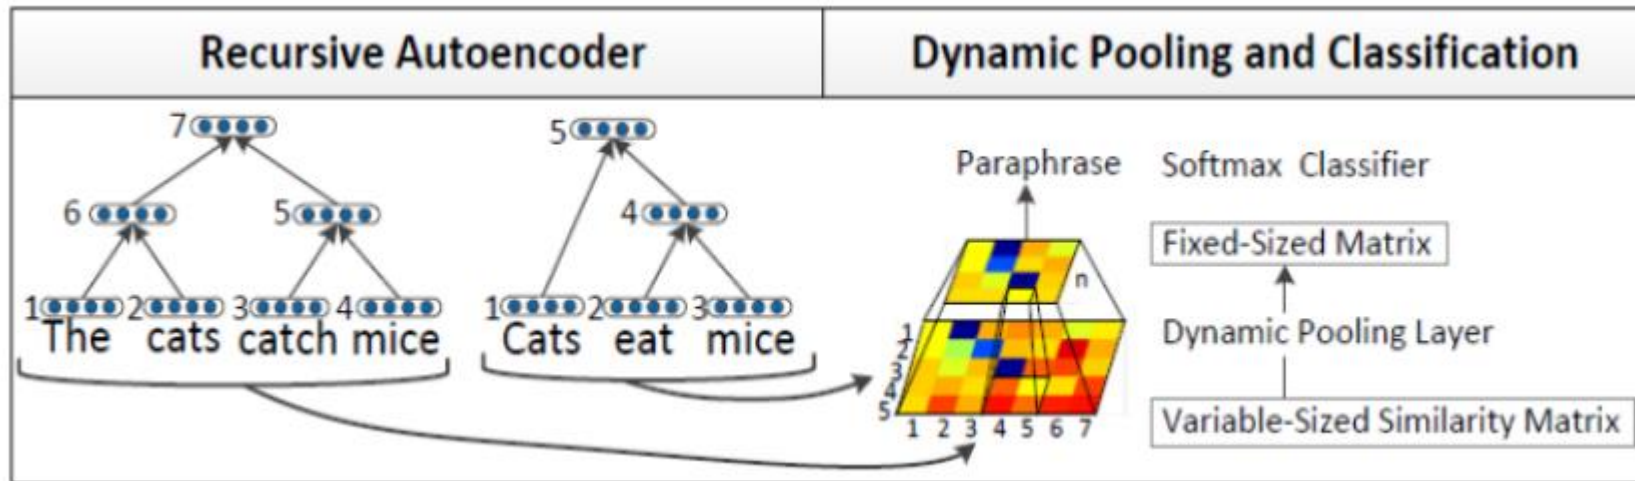 Recursive Autoencoder
Dynamic Pooling and Classification
7
5
6
5
4
1 2 3 4
The cats catch mice
1 2 3
Cats eat mice
Paraphrase
n
1
2
3
4
5
1 2 3 4 5 6 7
Softmax Classifier
Fixed-Sized Matrix
Dynamic Pooling Layer
Variable-Sized Similarity Matrix